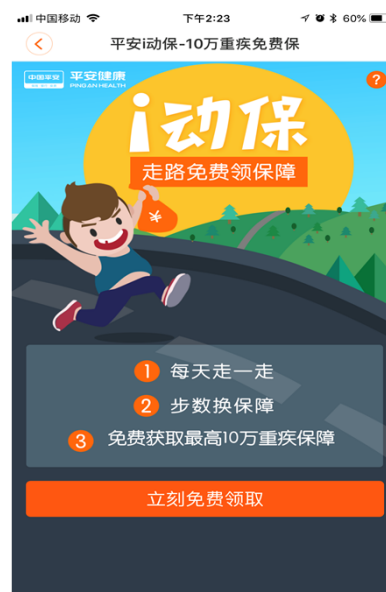 中国移动 下午2:23 60%
平安i动保-10万重疾免费保
中国平安 平安健康
PINGAN HEALTH
?
i动保
走路免费领保障
1 每天走一走
2 步数换保障
3 免费获取最高10万重疾保障
立刻免费领取